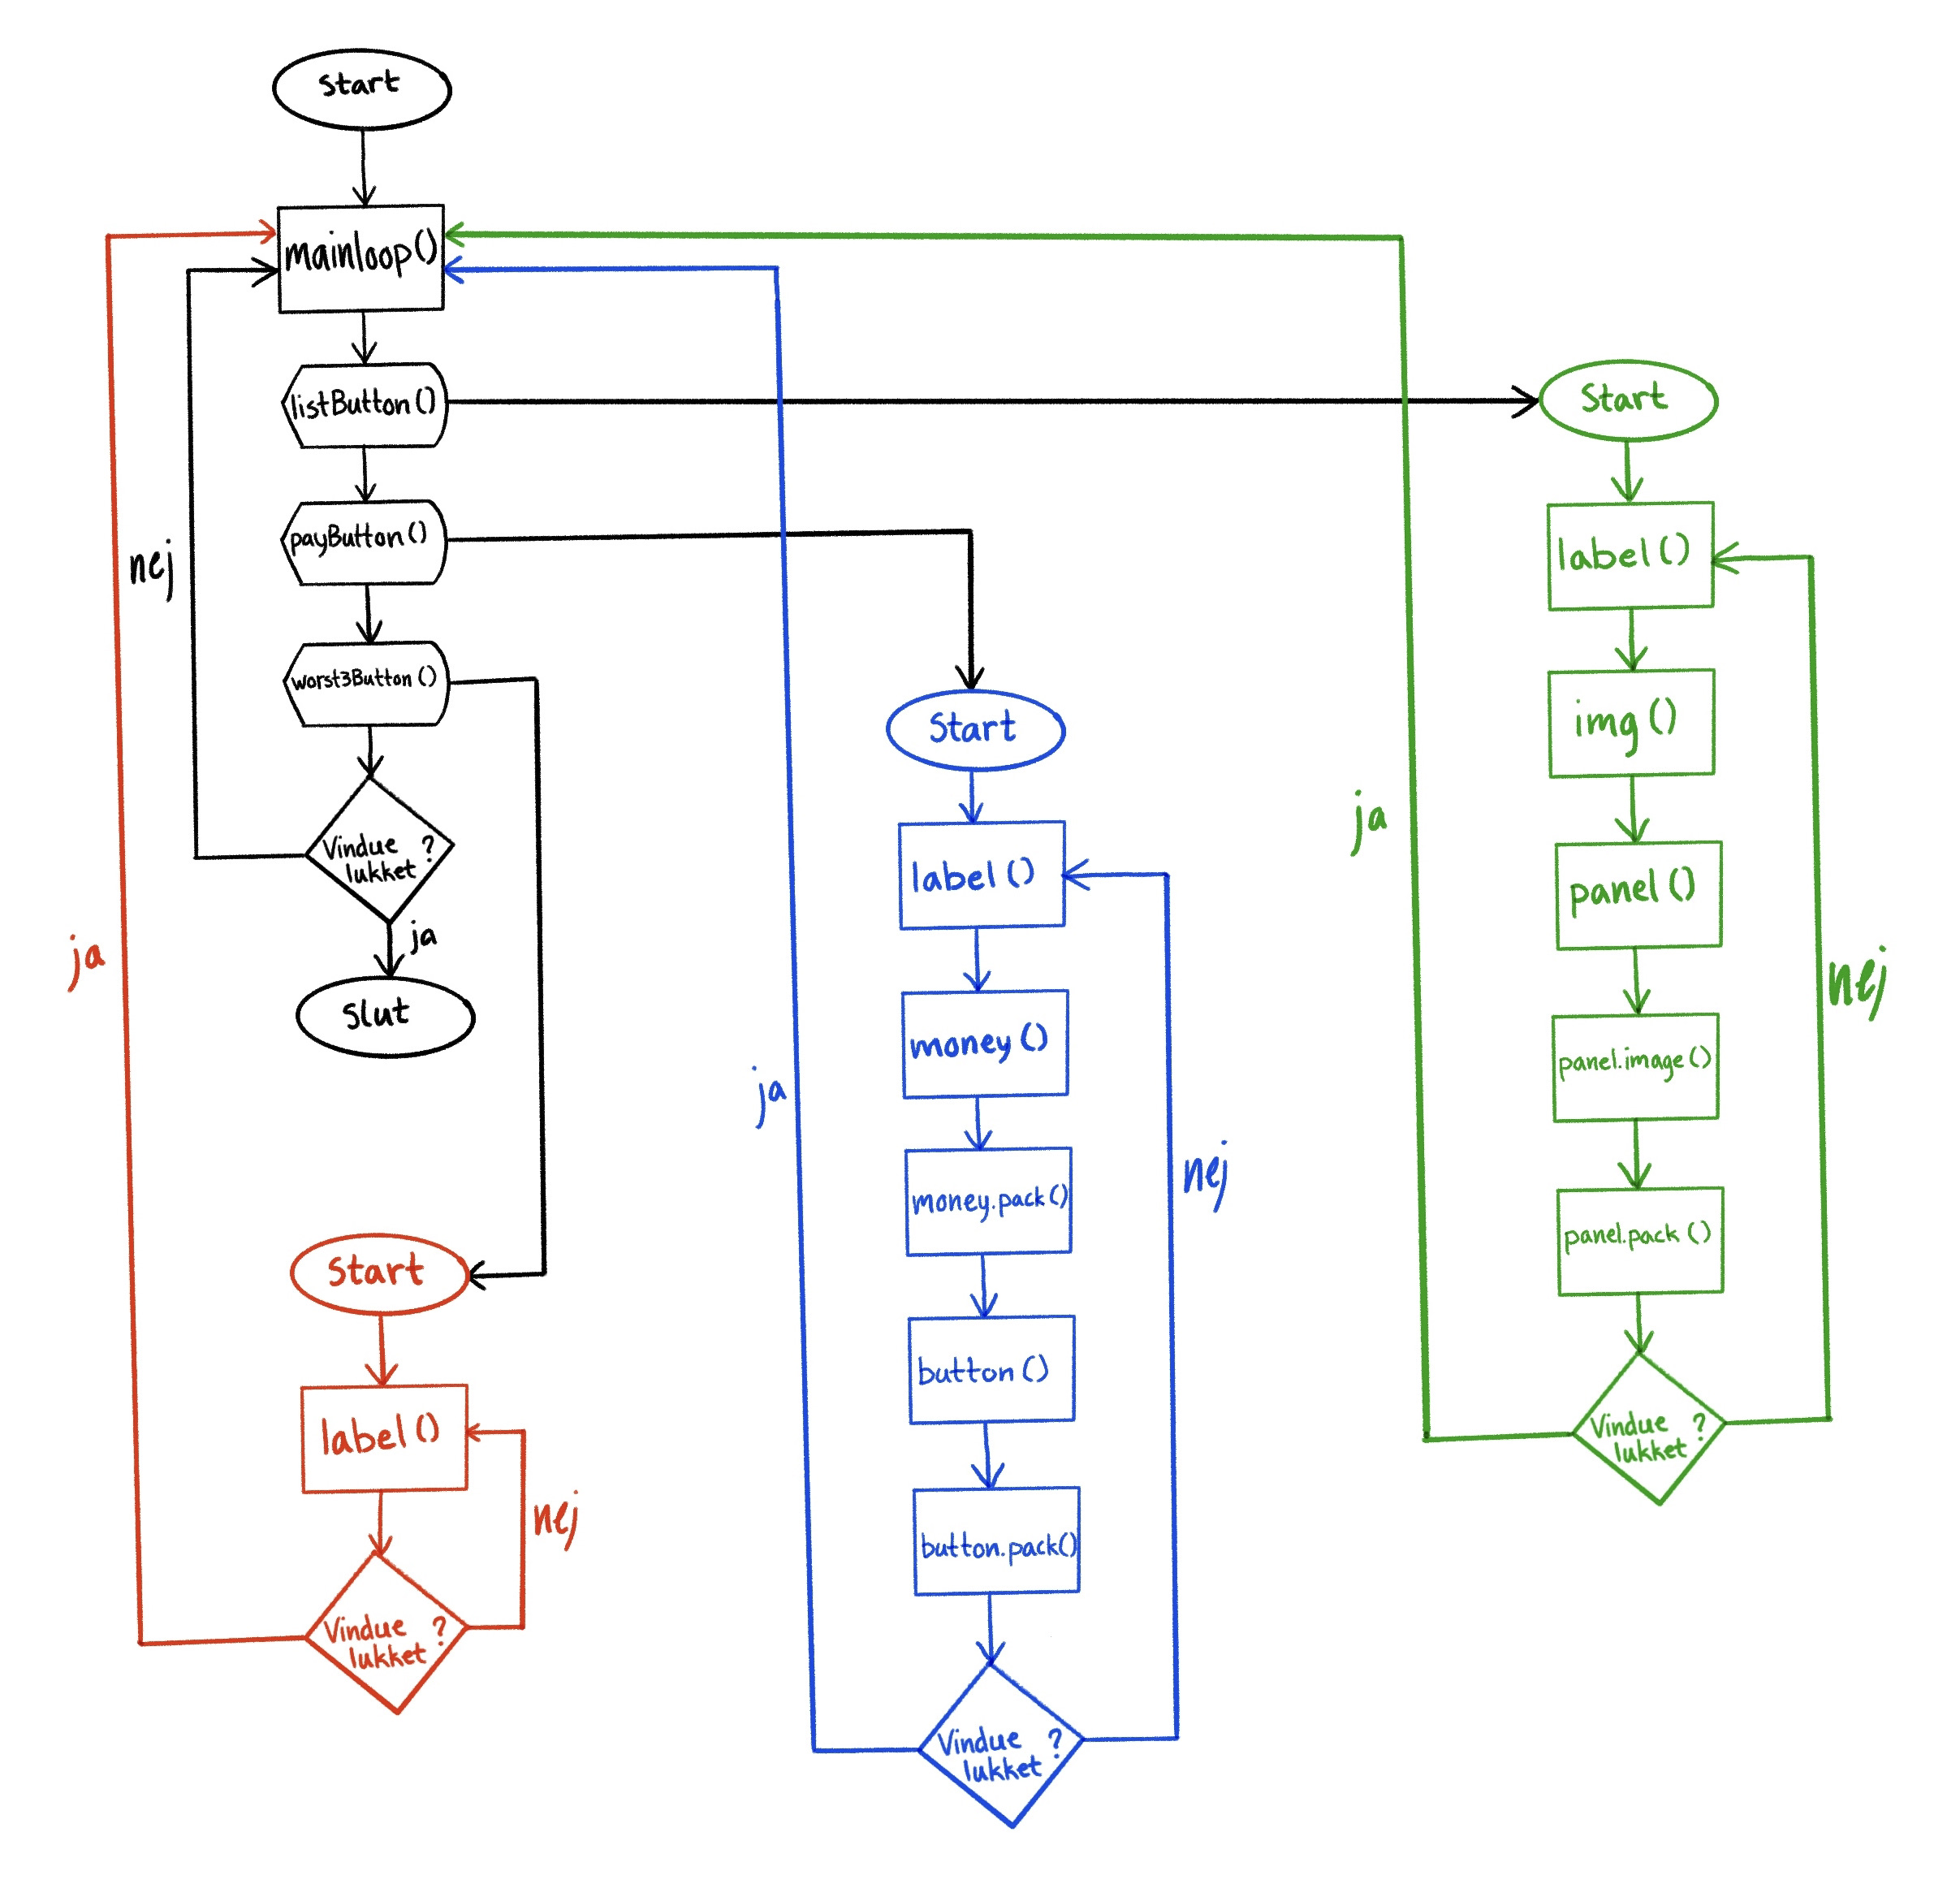 start
mainloop()
listButton()
payButton()
worst3Button()
Vindue ?
lukket
nej
ja
slut
Start
label()
Vindue ?
lukket
nej
ja
Start
label()
money()
money.pack()
button()
button.pack()
Vindue ?
lukket
nej
ja
Start
label()
img()
panel()
panel.image()
panel.pack()
Vindue ?
lukket
nej
ja